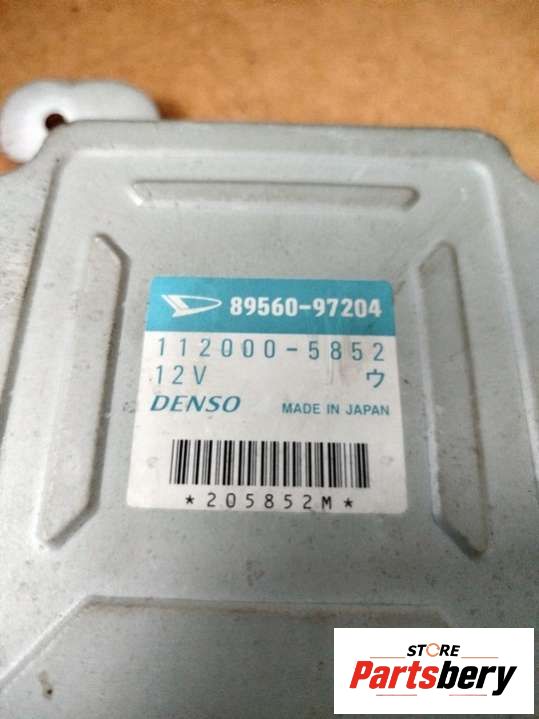 89560-97204
112000-5852
12V ウ
DENSO MADE IN JAPAN
*205852M*
STORE
Partsbery